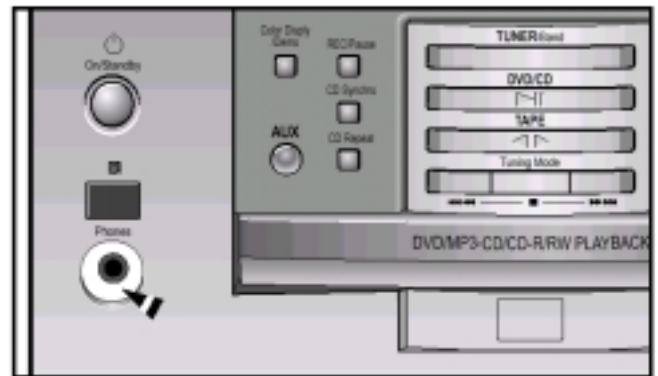 On/Standby
Phones
Color Disply
Demo
REC/Pause
CD Synchro
AUX
CD Repeat
TUNER/Band
DVD/CD
TAPE
Tuning Mode
DVD/MP3-CD/CD-R/RW PLAYBACK